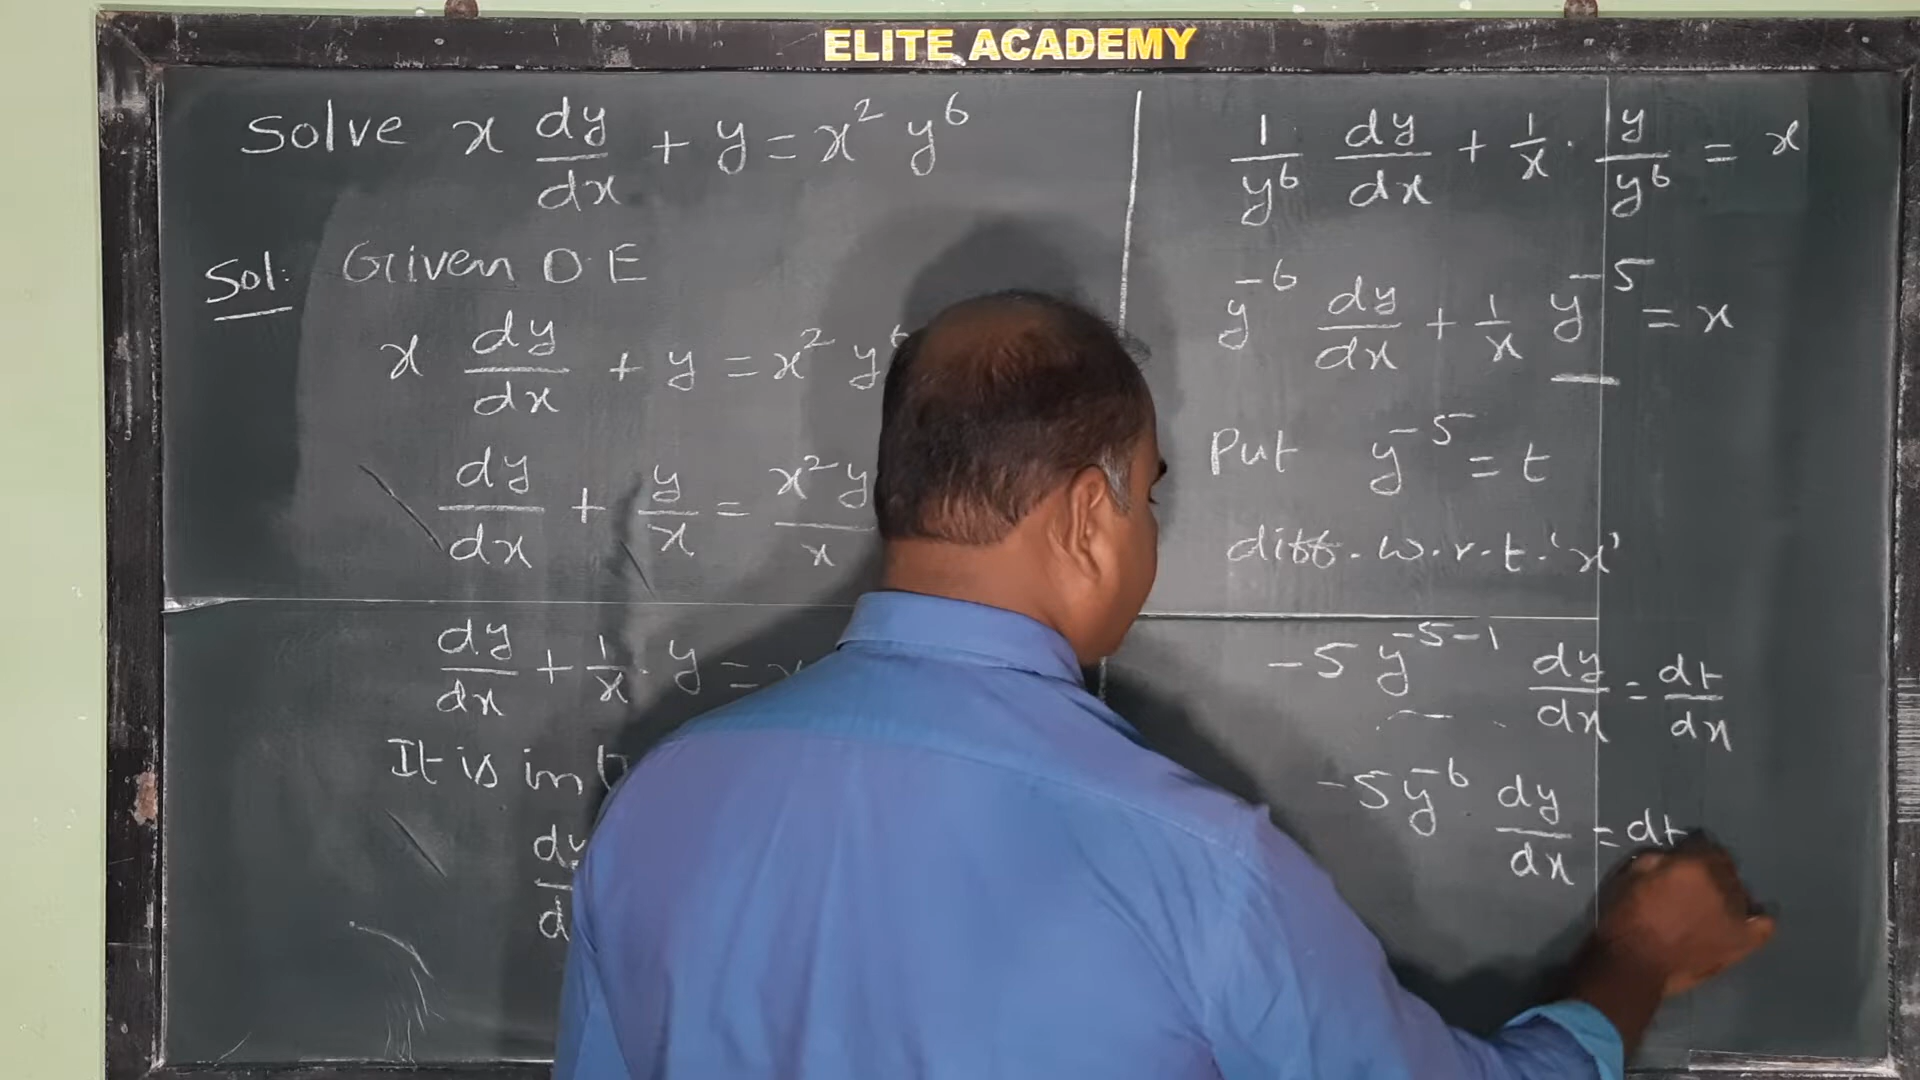 ELITE ACADEMY
Solve x dy/dx + y = x² y⁶
Sol: Given D.E
x dy/dx + y = x² y
dy/dx + y/x = x² y / x
dy/dx + 1/x · y =
It is in
1/y⁶ dy/dx + 1/x · y/y⁶ = x
y⁻⁶ dy/dx + 1/x y⁻⁵ = x
Put y⁻⁵ = t
diff. w.r.t. 'x'
-5 y⁻⁵⁻¹ dy/dx = dt/dx
-5 y⁻⁶ dy/dx = dt